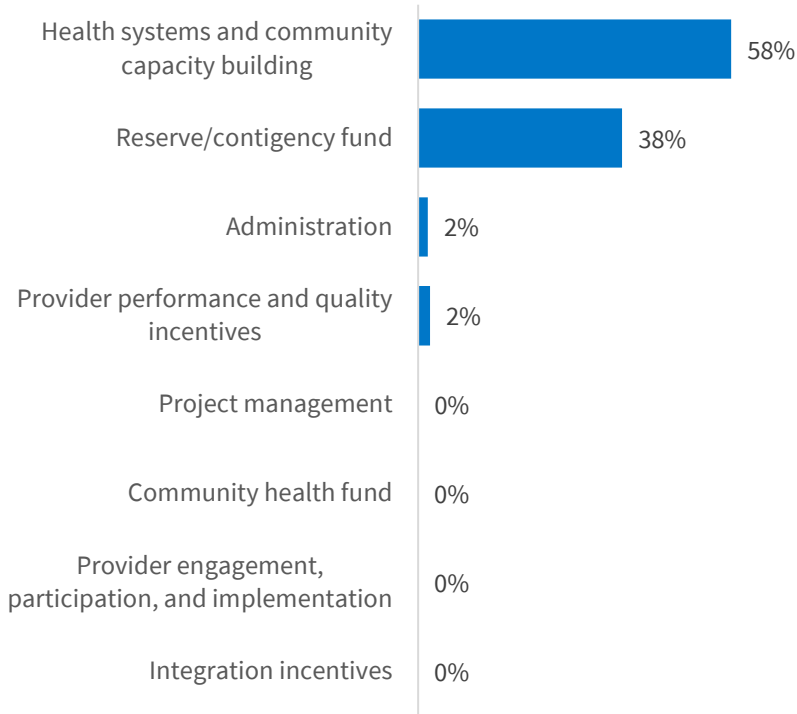 Health systems and community
capacity building
58%
Reserve/contigency fund
38%
Administration
2%
Provider performance and quality
incentives
2%
Project management
0%
Community health fund
0%
Provider engagement,
participation, and implementation
0%
Integration incentives
0%